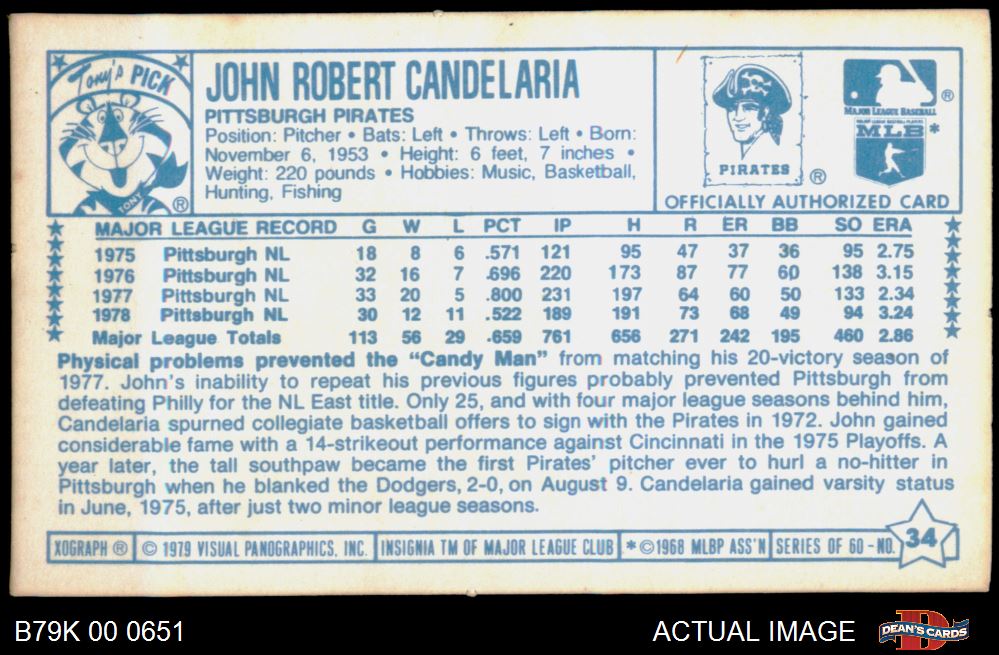 Tony's PICK
TONY
®
JOHN ROBERT CANDELARIA
PITTSBURGH PIRATES
Position: Pitcher • Bats: Left • Throws: Left • Born:
November 6, 1953 • Height: 6 feet, 7 inches •
Weight: 220 pounds • Hobbies: Music, Basketball,
Hunting, Fishing
PIRATES ®
®
MAJOR LEAGUE BASEBALL
MAJOR LEAGUE BASEBALL PLAYERS
MLB *
OFFICIALLY AUTHORIZED CARD
MAJOR LEAGUE RECORD G W L PCT IP H R ER BB SO ERA
1975 Pittsburgh NL 18 8 6 .571 121 95 47 37 36 95 2.75
1976 Pittsburgh NL 32 16 7 .696 220 173 87 77 60 138 3.15
1977 Pittsburgh NL 33 20 5 .800 231 197 64 60 50 133 2.34
1978 Pittsburgh NL 30 12 11 .522 189 191 73 68 49 94 3.24
Major League Totals 113 56 29 .659 761 656 271 242 195 460 2.86
Physical problems prevented the “Candy Man” from matching his 20-victory season of
1977. John's inability to repeat his previous figures probably prevented Pittsburgh from
defeating Philly for the NL East title. Only 25, and with four major league seasons behind him,
Candelaria spurned collegiate basketball offers to sign with the Pirates in 1972. John gained
considerable fame with a 14-strikeout performance against Cincinnati in the 1975 Playoffs. A
year later, the tall southpaw became the first Pirates' pitcher ever to hurl a no-hitter in
Pittsburgh when he blanked the Dodgers, 2-0, on August 9. Candelaria gained varsity status
in June, 1975, after just two minor league seasons.
XOGRAPH ® © 1979 VISUAL PANOGRAPHICS, INC. INSIGNIA TM OF MAJOR LEAGUE CLUB * ©1968 MLBP ASS'N SERIES OF 60 - NO. 34
B79K 00 0651
ACTUAL IMAGE
D
DEAN'S CARDS